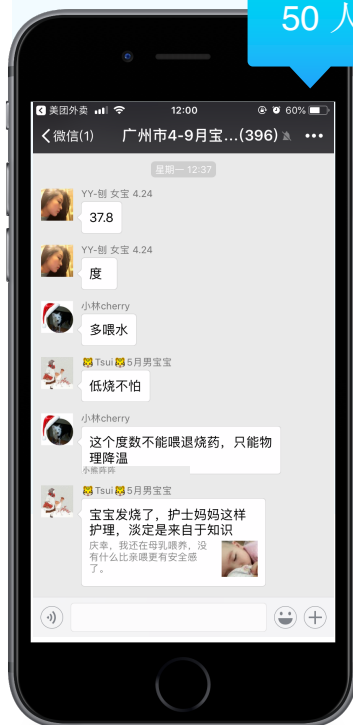 50 人
美团外卖 12:00 60%
微信(1) 广州市4-9月宝...(396)
星期一 12:37
YY-刨 女宝 4.24
37.8
YY-刨 女宝 4.24
度
小林cherry
多喂水
Tsui 5月男宝宝
低烧不怕
小林cherry
这个度数不能喂退烧药，只能物
理降温
小熊阵阵
Tsui 5月男宝宝
宝宝发烧了，护士妈妈这样
护理，淡定是来自于知识
庆幸，我还在母乳喂养，没
有什么比亲喂更有安全感
了。